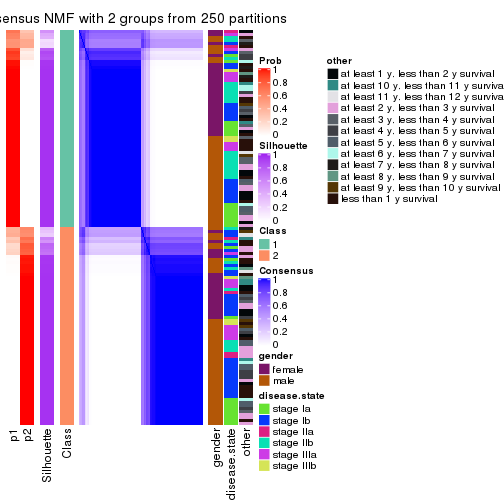 sensus NMF with 2 groups from 250 partitions
Prob
1
0.8
0.6
0.4
0.2
0
Silhouette
1
0.8
0.6
0.4
0.2
0
Class
1
2
Consensus
1
0.8
0.6
0.4
0.2
0
gender
female
male
disease.state
stage Ia
stage Ib
stage IIa
stage IIb
stage IIIa
stage IIIb
other
at least 1 y. less than 2 y survival
at least 10 y. less than 11 y survival
at least 11 y. less than 12 y survival
at least 2 y. less than 3 y survival
at least 3 y. less than 4 y survival
at least 4 y. less than 5 y survival
at least 5 y. less than 6 y survival
at least 6 y. less than 7 y survival
at least 7 y. less than 8 y survival
at least 8 y. less than 9 y survival
at least 9 y. less than 10 y survival
less than 1 y survival
p1
p2
Silhouette
Class
gender
disease.state
other